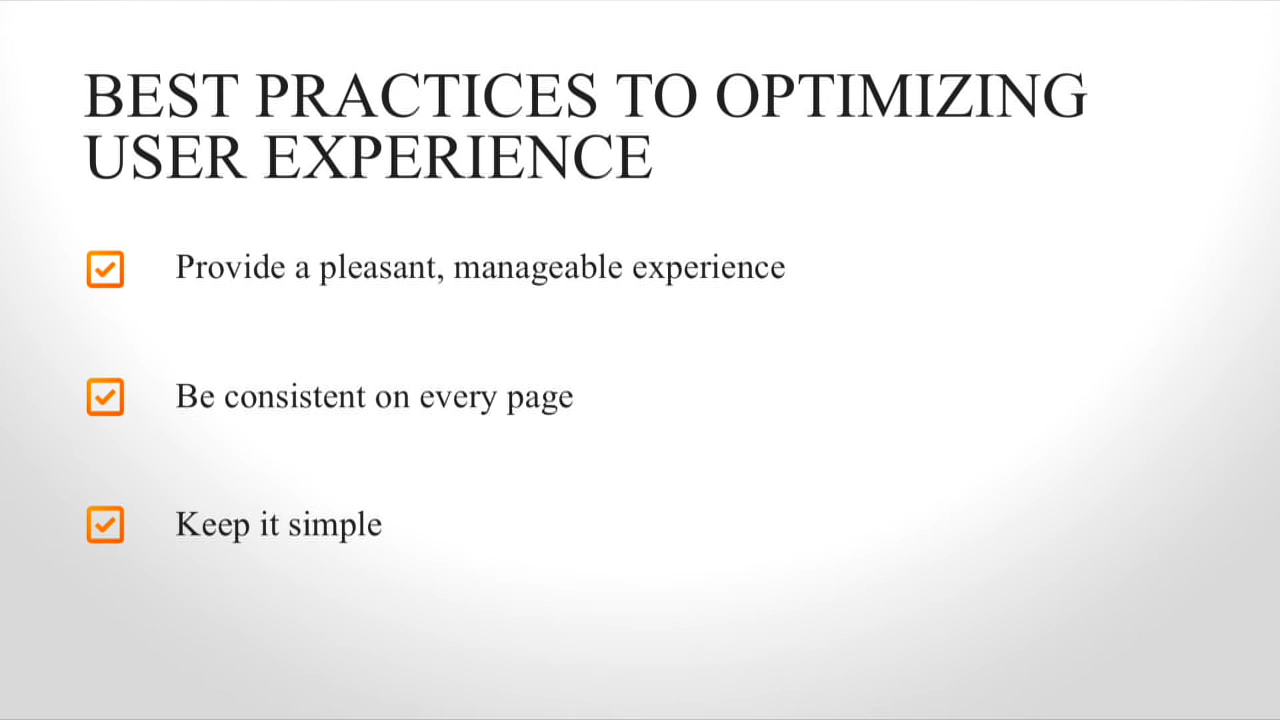 BEST PRACTICES TO OPTIMIZING
USER EXPERIENCE
Provide a pleasant, manageable experience
Be consistent on every page
Keep it simple